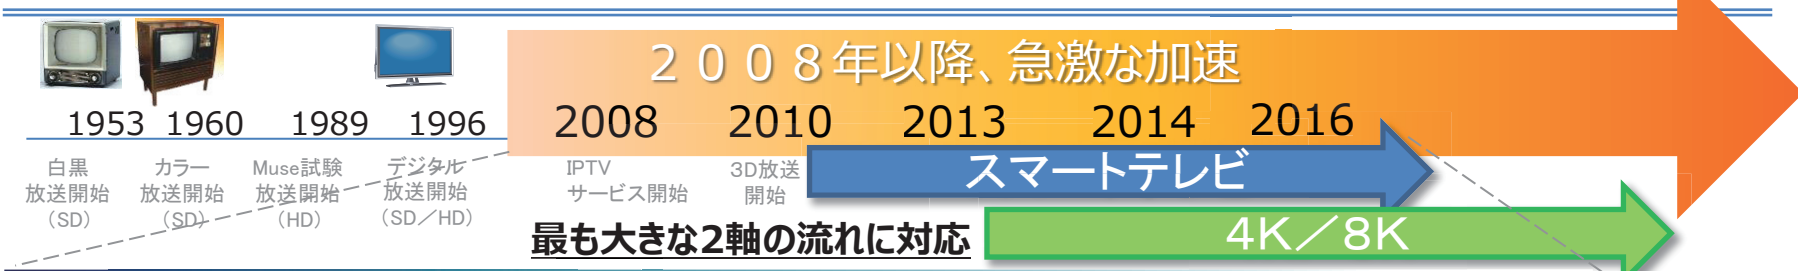 ２００８年以降、急激な加速
1953 1960 1989 1996 2008 2010 2013 2014 2016
白黒
放送開始
（SD）
カラー
放送開始
（SD）
Muse試験
放送開始
（HD）
デジタル
放送開始
（SD／HD）
IPTV
サービス開始
3D放送
開始
スマートテレビ
最も大きな2軸の流れに対応
4K／8K